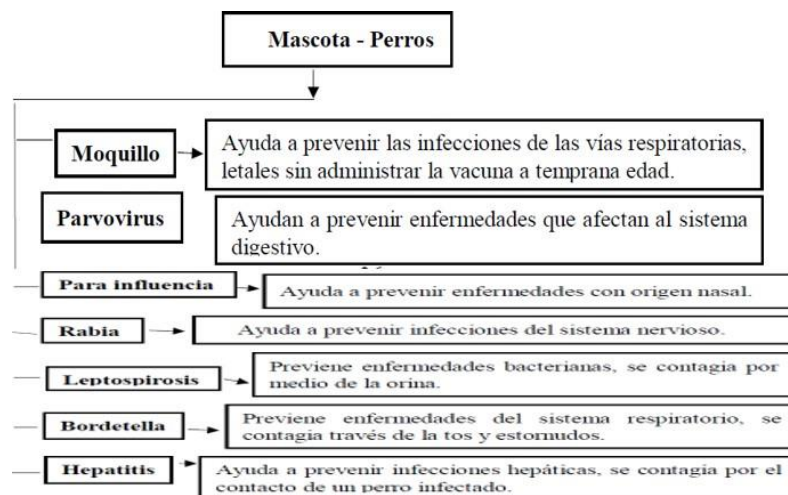 Mascota - Perros
Moquillo
Ayuda a prevenir las infecciones de las vías respiratorias,
letales sin administrar la vacuna a temprana edad.
Parvovirus
Ayudan a prevenir enfermedades que afectan al sistema
digestivo.
Para influencia
Ayuda a prevenir enfermedades con origen nasal.
Rabia
Ayuda a prevenir infecciones del sistema nervioso.
Leptospirosis
Previene enfermedades bacterianas, se contagia por
medio de la orina.
Bordetella
Previene enfermedades del sistema respiratorio, se
contagia través de la tos y estornudos.
Hepatitis
Ayuda a prevenir infecciones hepáticas, se contagia por el
contacto de un perro infectado.